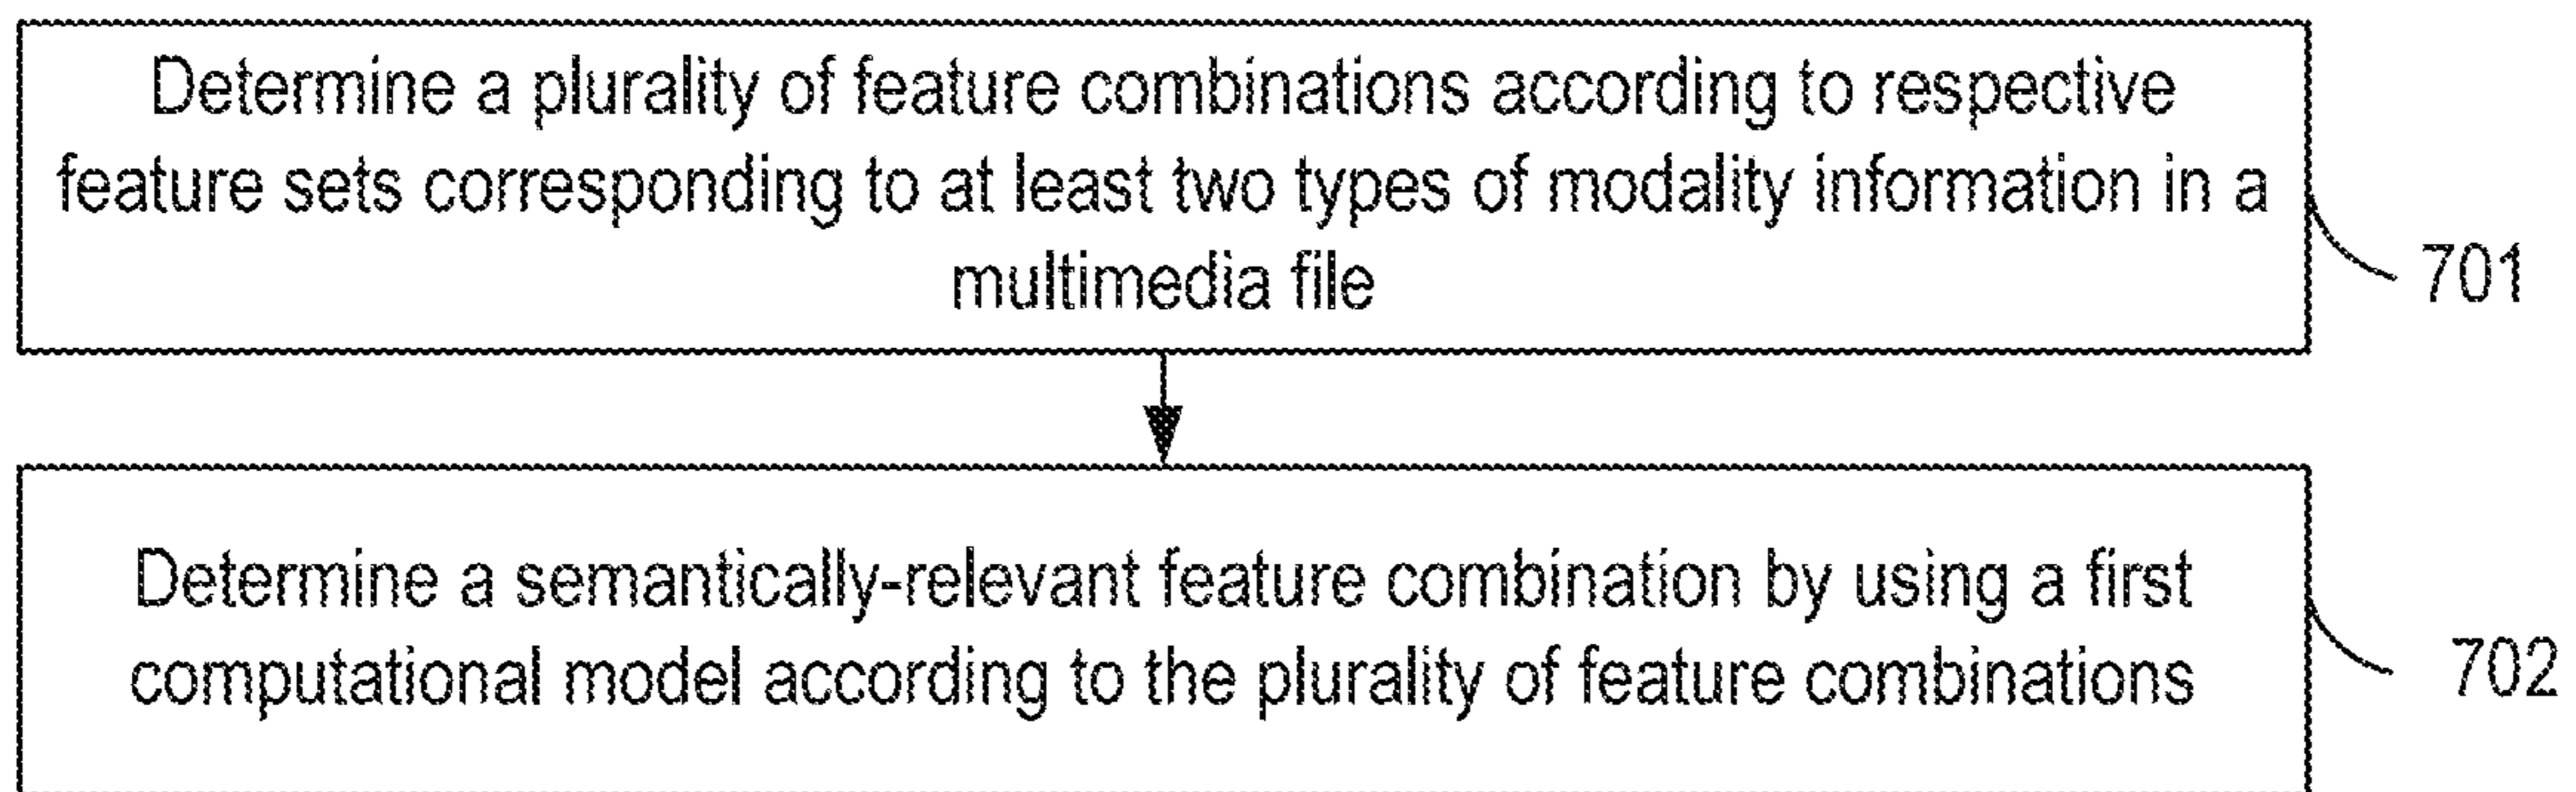 Determine a plurality of feature combinations according to respective
feature sets corresponding to at least two types of modality information in a
multimedia file
701
Determine a semantically-relevant feature combination by using a first
computational model according to the plurality of feature combinations
702